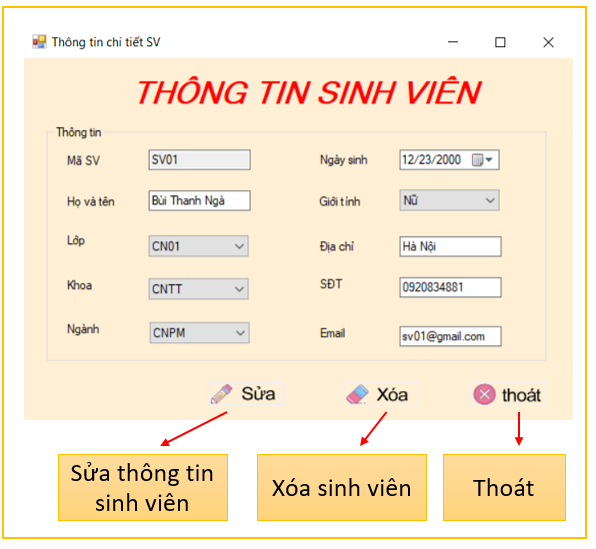 Thông tin chi tiết SV
THÔNG TIN SINH VIÊN
Thông tin
Mã SV SV01 Ngày sinh 12/23/2000
Họ và tên Bùi Thanh Ngà Giới tính Nữ
Lớp CN01 Địa chỉ Hà Nội
Khoa CNTT SĐT 0920834881
Ngành CNPM Email sv01@gmail.com
Sửa Xóa thoát
Sửa thông tin
sinh viên
Xóa sinh viên
Thoát